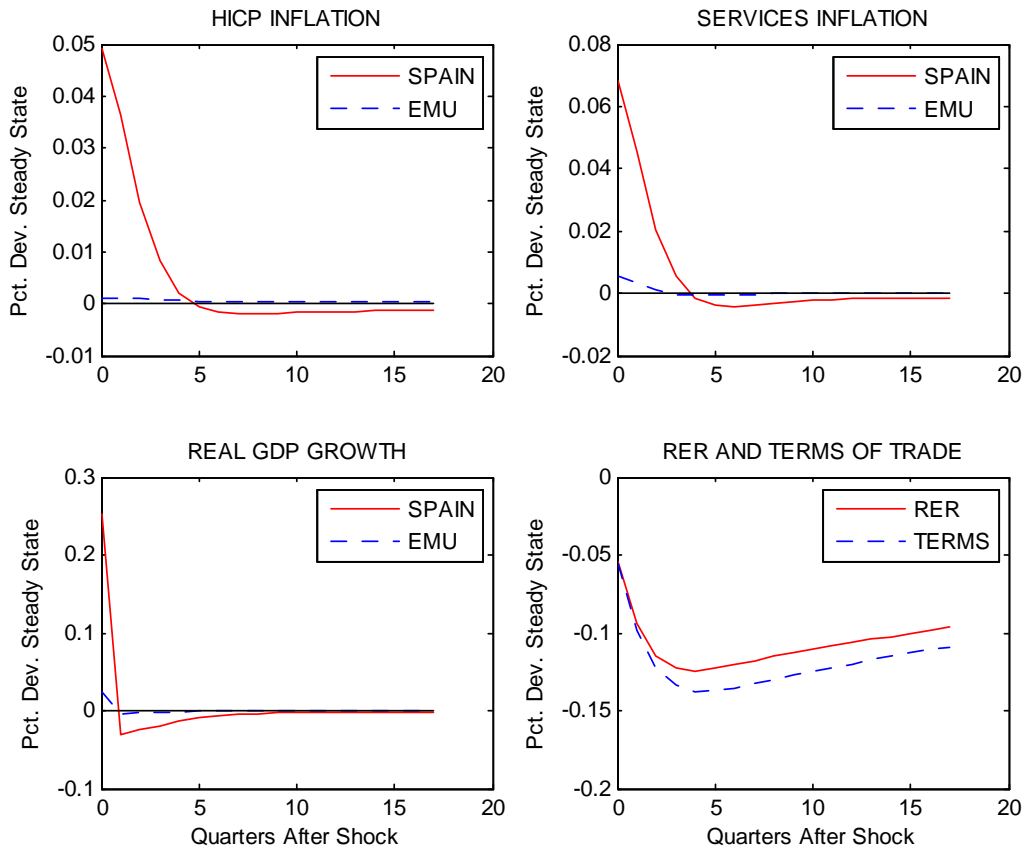 HICP INFLATION
Pct. Dev. Steady State
0.05
0.04
0.03
0.02
0.01
0
-0.01
0 5 10 15 20
SPAIN
EMU
SERVICES INFLATION
Pct. Dev. Steady State
0.08
0.06
0.04
0.02
0
-0.02
0 5 10 15 20
SPAIN
EMU
REAL GDP GROWTH
Pct. Dev. Steady State
0.3
0.2
0.1
0
-0.1
0 5 10 15 20
Quarters After Shock
SPAIN
EMU
RER AND TERMS OF TRADE
Pct. Dev. Steady State
0
-0.05
-0.1
-0.15
-0.2
0 5 10 15 20
Quarters After Shock
RER
TERMS